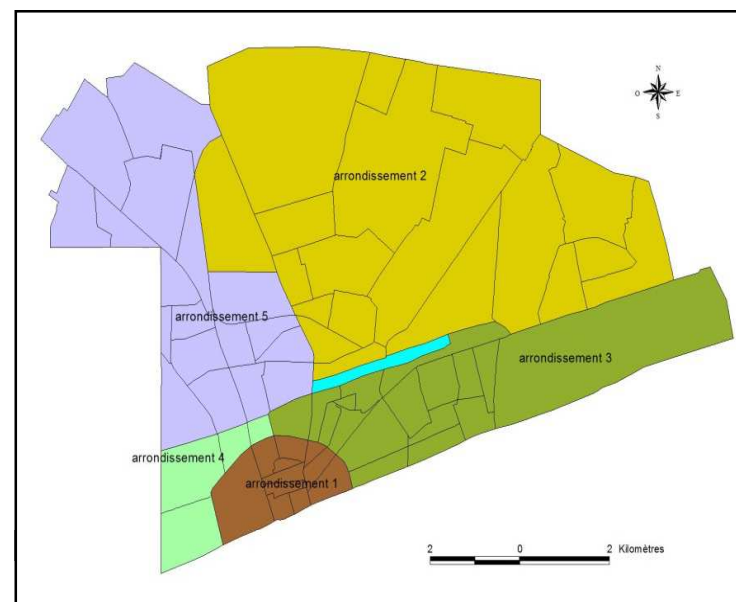 N
O E
S
arrondissement 2
arrondissement 5
arrondissement 3
arrondissement 4
arrondissement 1
2 0 2 Kilomètres